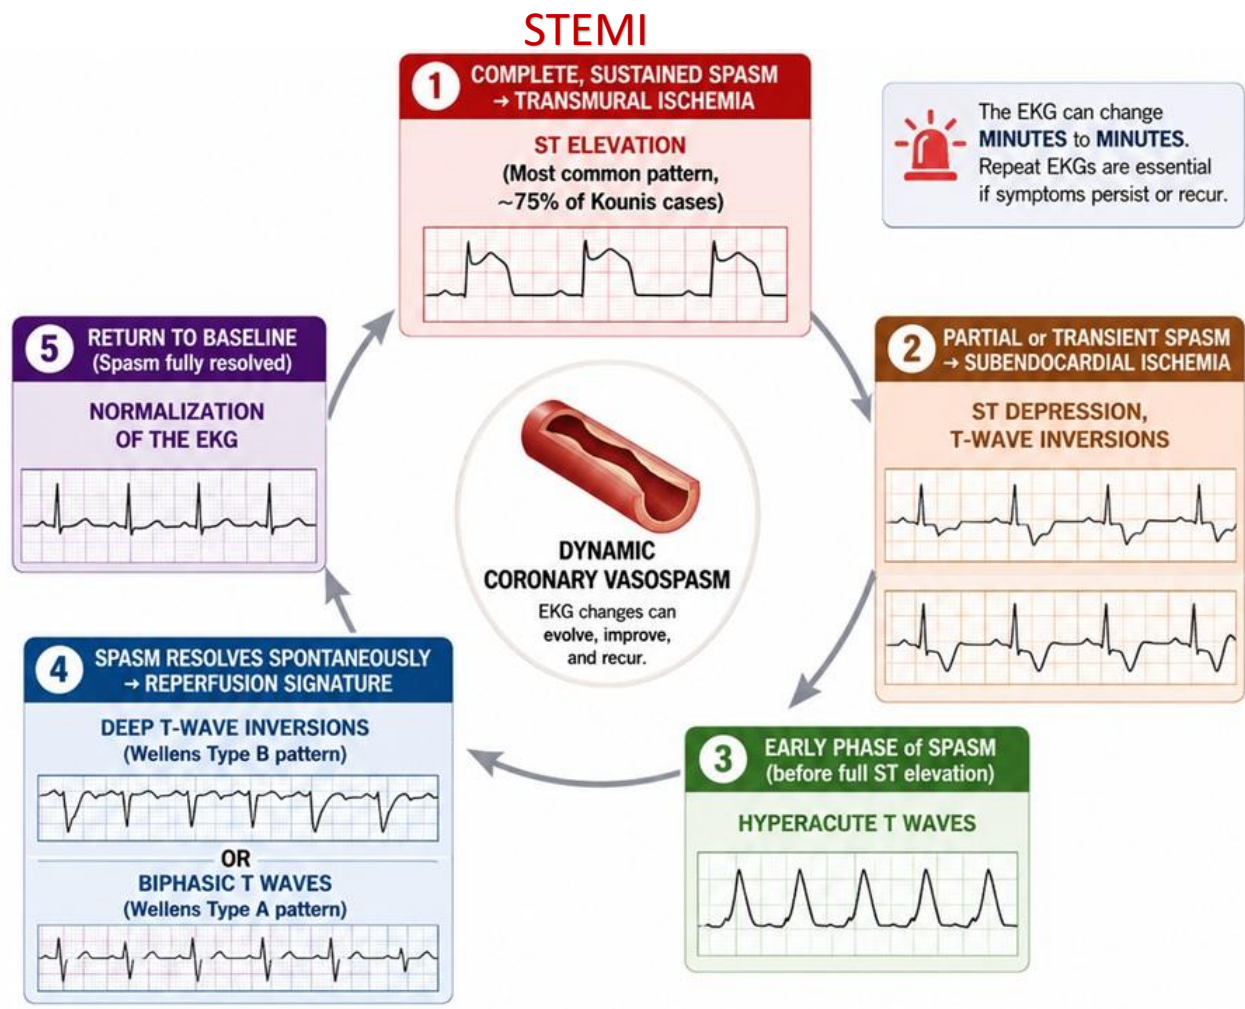 STEMI
1
COMPLETE, SUSTAINED SPASM
→ TRANSMURAL ISCHEMIA
ST ELEVATION
(Most common pattern,
~75% of Kounis cases)
The EKG can change
MINUTES to MINUTES.
Repeat EKGs are essential
if symptoms persist or recur.
2
PARTIAL or TRANSIENT SPASM
→ SUBENDOCARDIAL ISCHEMIA
ST DEPRESSION,
T-WAVE INVERSIONS
3
EARLY PHASE of SPASM
(before full ST elevation)
HYPERACUTE T WAVES
4
SPASM RESOLVES SPONTANEOUSLY
→ REPERFUSION SIGNATURE
DEEP T-WAVE INVERSIONS
(Wellens Type B pattern)
OR
BIPHASIC T WAVES
(Wellens Type A pattern)
5
RETURN TO BASELINE
(Spasm fully resolved)
NORMALIZATION
OF THE EKG
DYNAMIC
CORONARY VASOSPASM
EKG changes can
evolve, improve,
and recur.